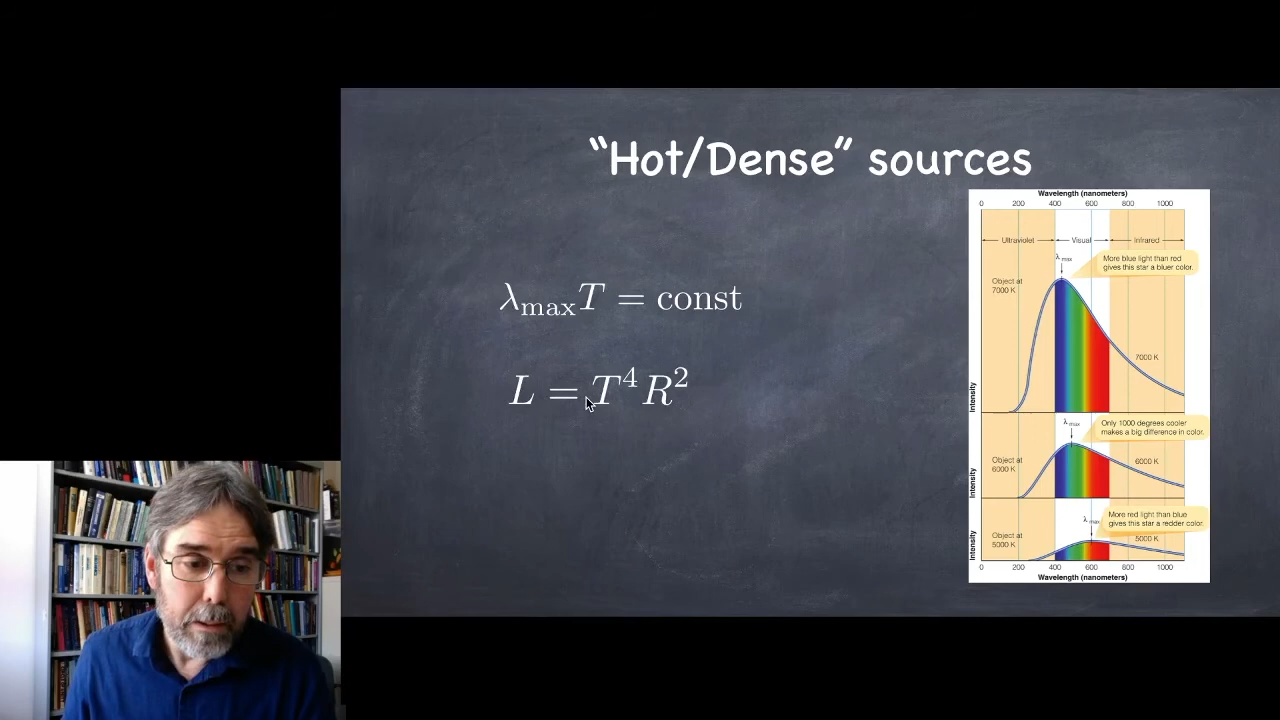 “Hot/Dense” sources
λmaxT = const
L = T⁴R²
Wavelength (nanometers)
0 200 400 600 800 1000
Ultraviolet Visual Infrared
λ max
More blue light than red
gives this star a bluer color.
Object at
7000 K
7000 K
Intensity
λ max
Only 1000 degrees cooler
makes a big difference in color.
Object at
6000 K
6000 K
Intensity
λ max
More red light than blue
gives this star a redder color.
Object at
5000 K
5000 K
Intensity
0 200 400 600 800 1000
Wavelength (nanometers)